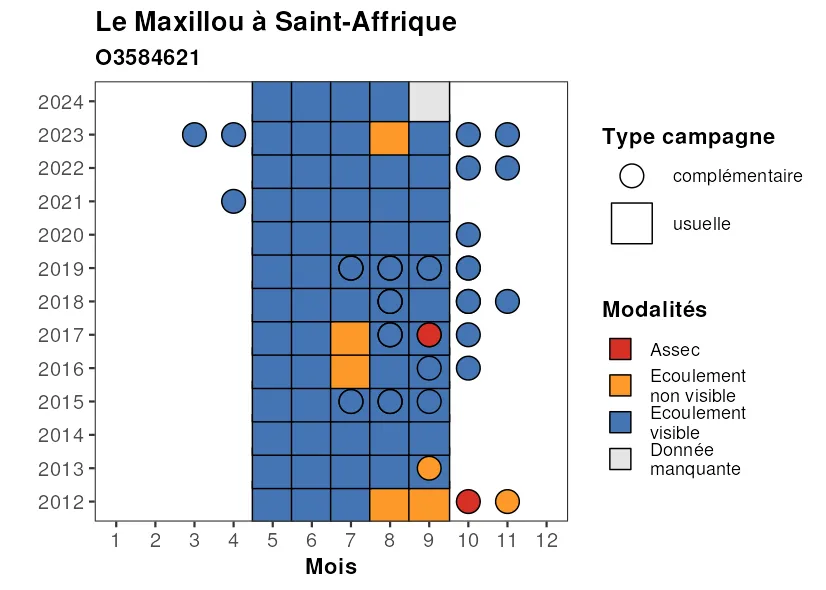 Le Maxillou à Saint-Affrique
O3584621
2024
2023
2022
2021
2020
2019
2018
2017
2016
2015
2014
2013
2012
1 2 3 4 5 6 7 8 9 10 11 12
Mois
Type campagne
complémentaire
usuelle
Modalités
Assec
Ecoulement
non visible
Ecoulement
visible
Donnée
manquante